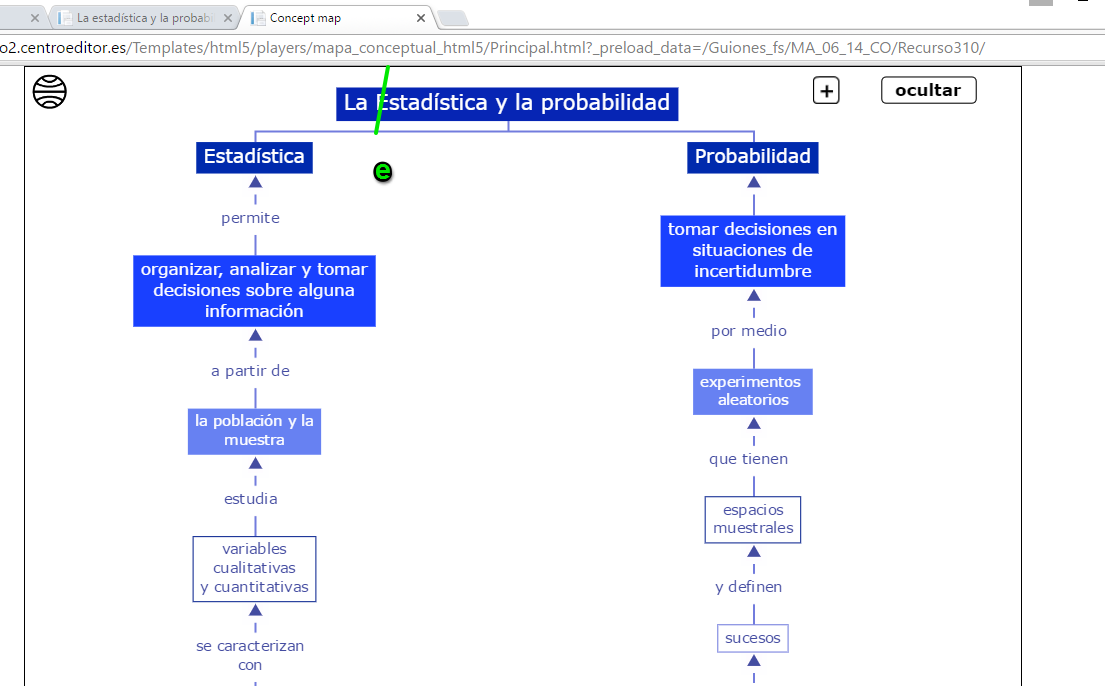 La estadística y la probabil
Concept map
o2.centroeditor.es/Templates/html5/players/mapa_conceptual_html5/Principal.html?_preload_data=/Guiones_fs/MA_06_14_CO/Recurso310/
La Estadística y la probabilidad
+
ocultar
e
Estadística
permite
organizar, analizar y tomar
decisiones sobre alguna
información
a partir de
la población y la
muestra
estudia
variables
cualitativas
y cuantitativas
se caracterizan
con
Probabilidad
tomar decisiones en
situaciones de
incertidumbre
por medio
experimentos
aleatorios
que tienen
espacios
muestrales
y definen
sucesos